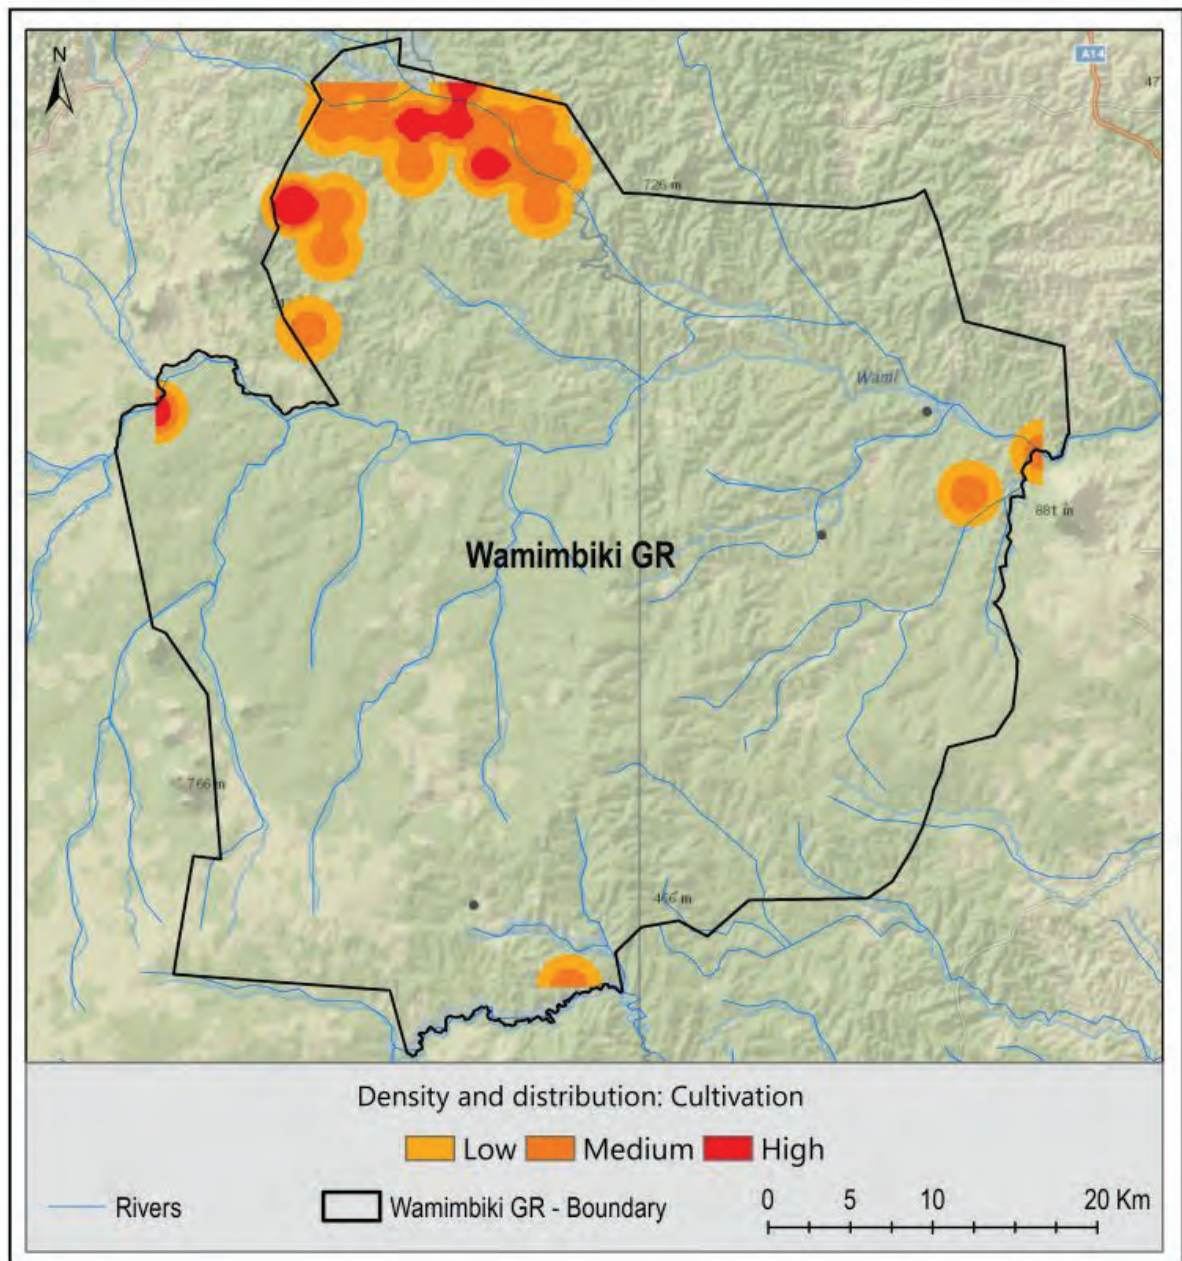 N
A14
47
726 m
Wami
881 m
Wamimbiki GR
766 m
466 m
Density and distribution: Cultivation
Low Medium High
Rivers Wamimbiki GR - Boundary 0 5 10 20 Km